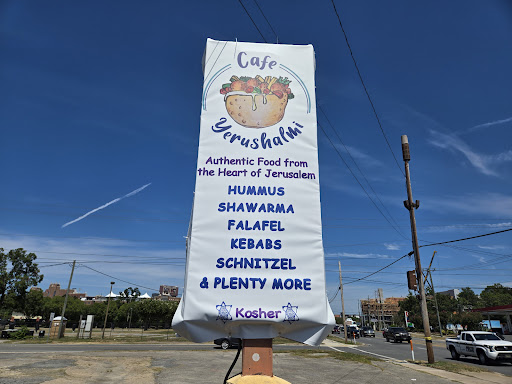 Cafe
Yerushalmi
Authentic Food from
the Heart of Jerusalem
HUMMUS
SHAWARMA
FALAFEL
KEBABS
SCHNITZEL
& PLENTY MORE
Kosher